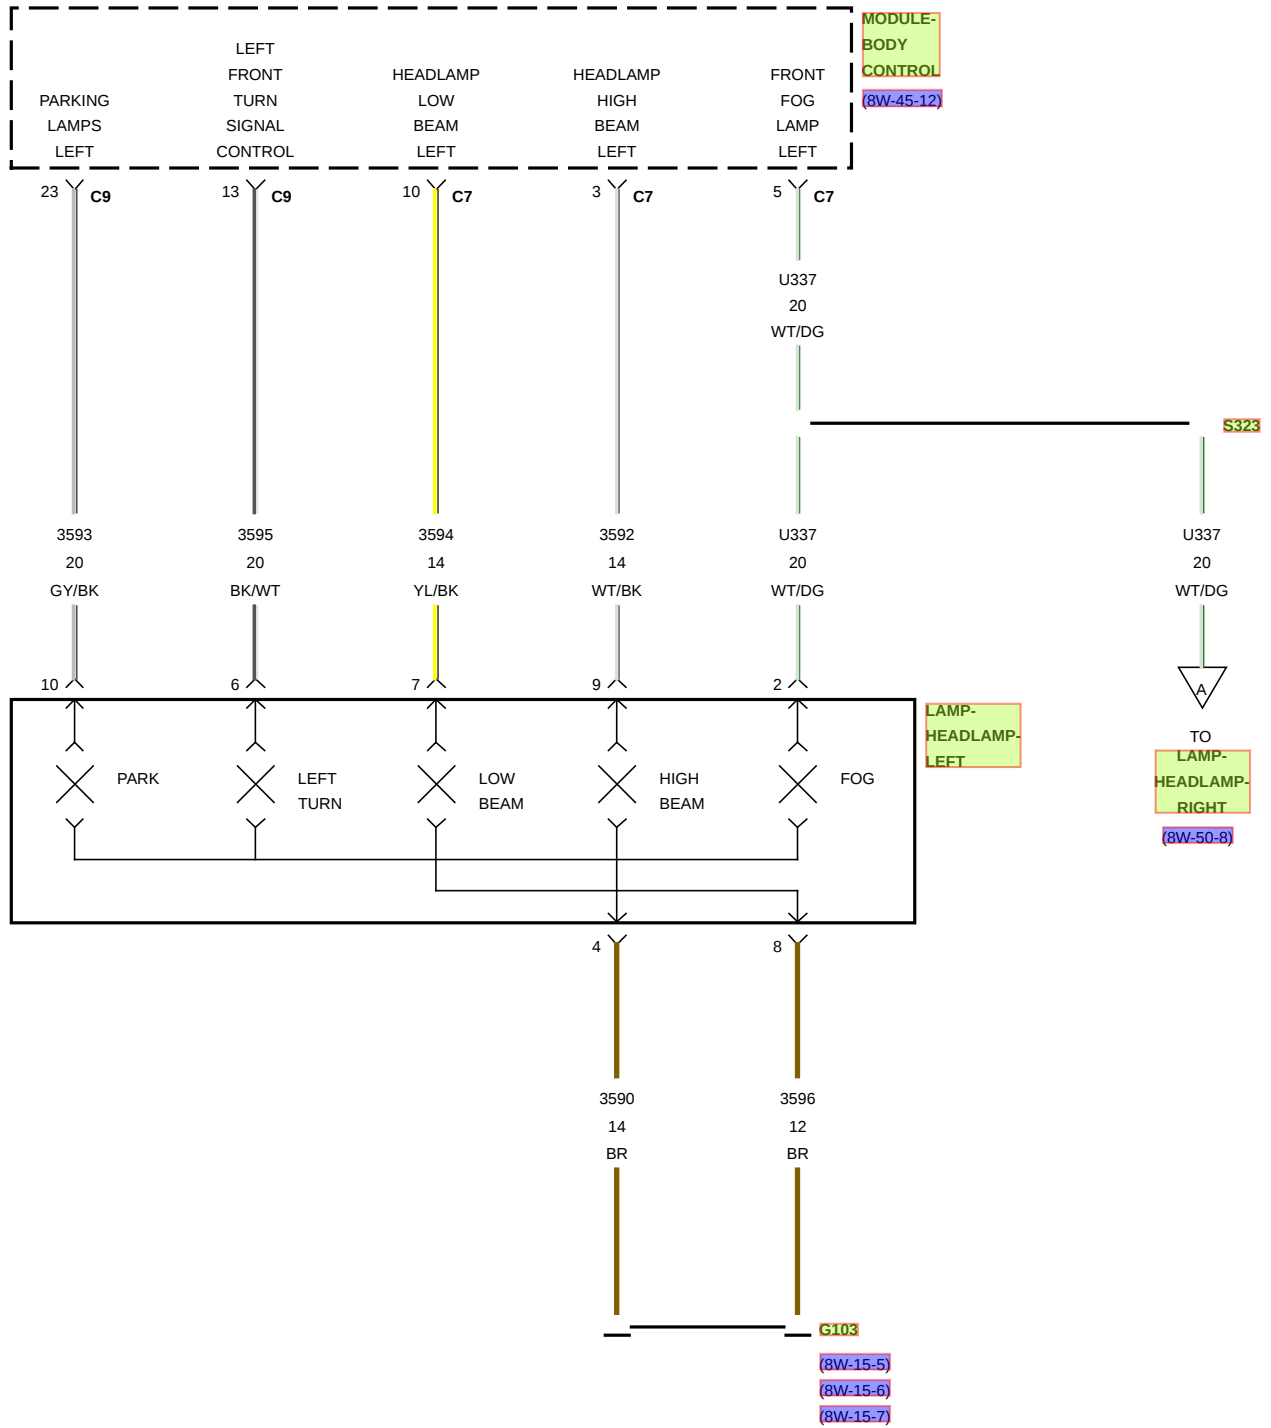 MODULE-
BODY
CONTROL
(8W-45-12)
PARKING
LAMPS
LEFT
LEFT
FRONT
TURN
SIGNAL
CONTROL
HEADLAMP
LOW
BEAM
LEFT
HEADLAMP
HIGH
BEAM
LEFT
FRONT
FOG
LAMP
LEFT
23 C9
13 C9
10 C7
3 C7
5 C7
U337
20
WT/DG
S323
3593
20
GY/BK
3595
20
BK/WT
3594
14
YL/BK
3592
14
WT/BK
U337
20
WT/DG
U337
20
WT/DG
10
6
7
9
2
A
TO
LAMP-
HEADLAMP-
RIGHT
(8W-50-8)
LAMP-
HEADLAMP-
LEFT
PARK
LEFT
TURN
LOW
BEAM
HIGH
BEAM
FOG
4
8
3590
14
BR
3596
12
BR
G103
(8W-15-5)
(8W-15-6)
(8W-15-7)